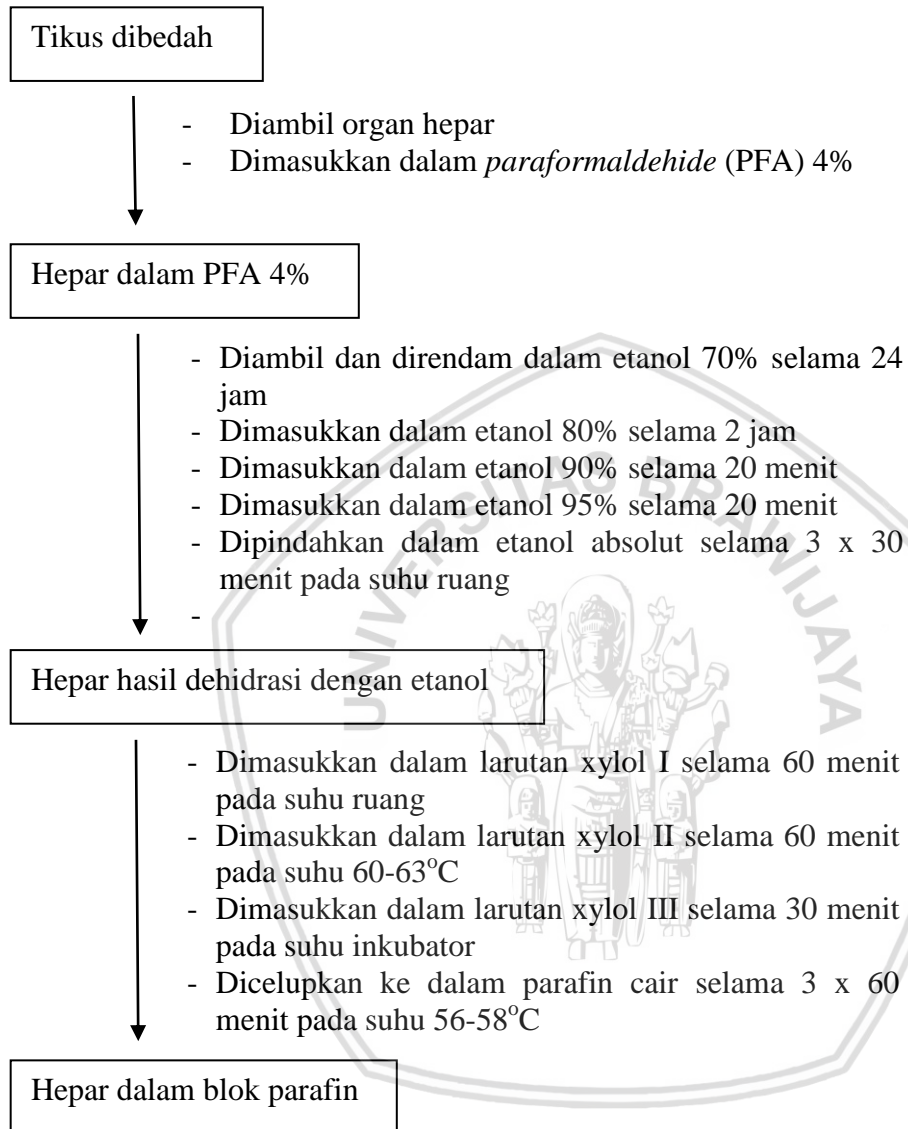 Tikus dibedah
- Diambil organ hepar
- Dimasukkan dalam paraformaldehide (PFA) 4%
Hepar dalam PFA 4%
- Diambil dan direndam dalam etanol 70% selama 24
jam
- Dimasukkan dalam etanol 80% selama 2 jam
- Dimasukkan dalam etanol 90% selama 20 menit
- Dimasukkan dalam etanol 95% selama 20 menit
- Dipindahkan dalam etanol absolut selama 3 x 30
menit pada suhu ruang
-
Hepar hasil dehidrasi dengan etanol
- Dimasukkan dalam larutan xylol I selama 60 menit
pada suhu ruang
- Dimasukkan dalam larutan xylol II selama 60 menit
pada suhu 60-63°C
- Dimasukkan dalam larutan xylol III selama 30 menit
pada suhu inkubator
- Dicelupkan ke dalam parafin cair selama 3 x 60
menit pada suhu 56-58°C
Hepar dalam blok parafin
UNIVERSITAS BRAWIJAYA